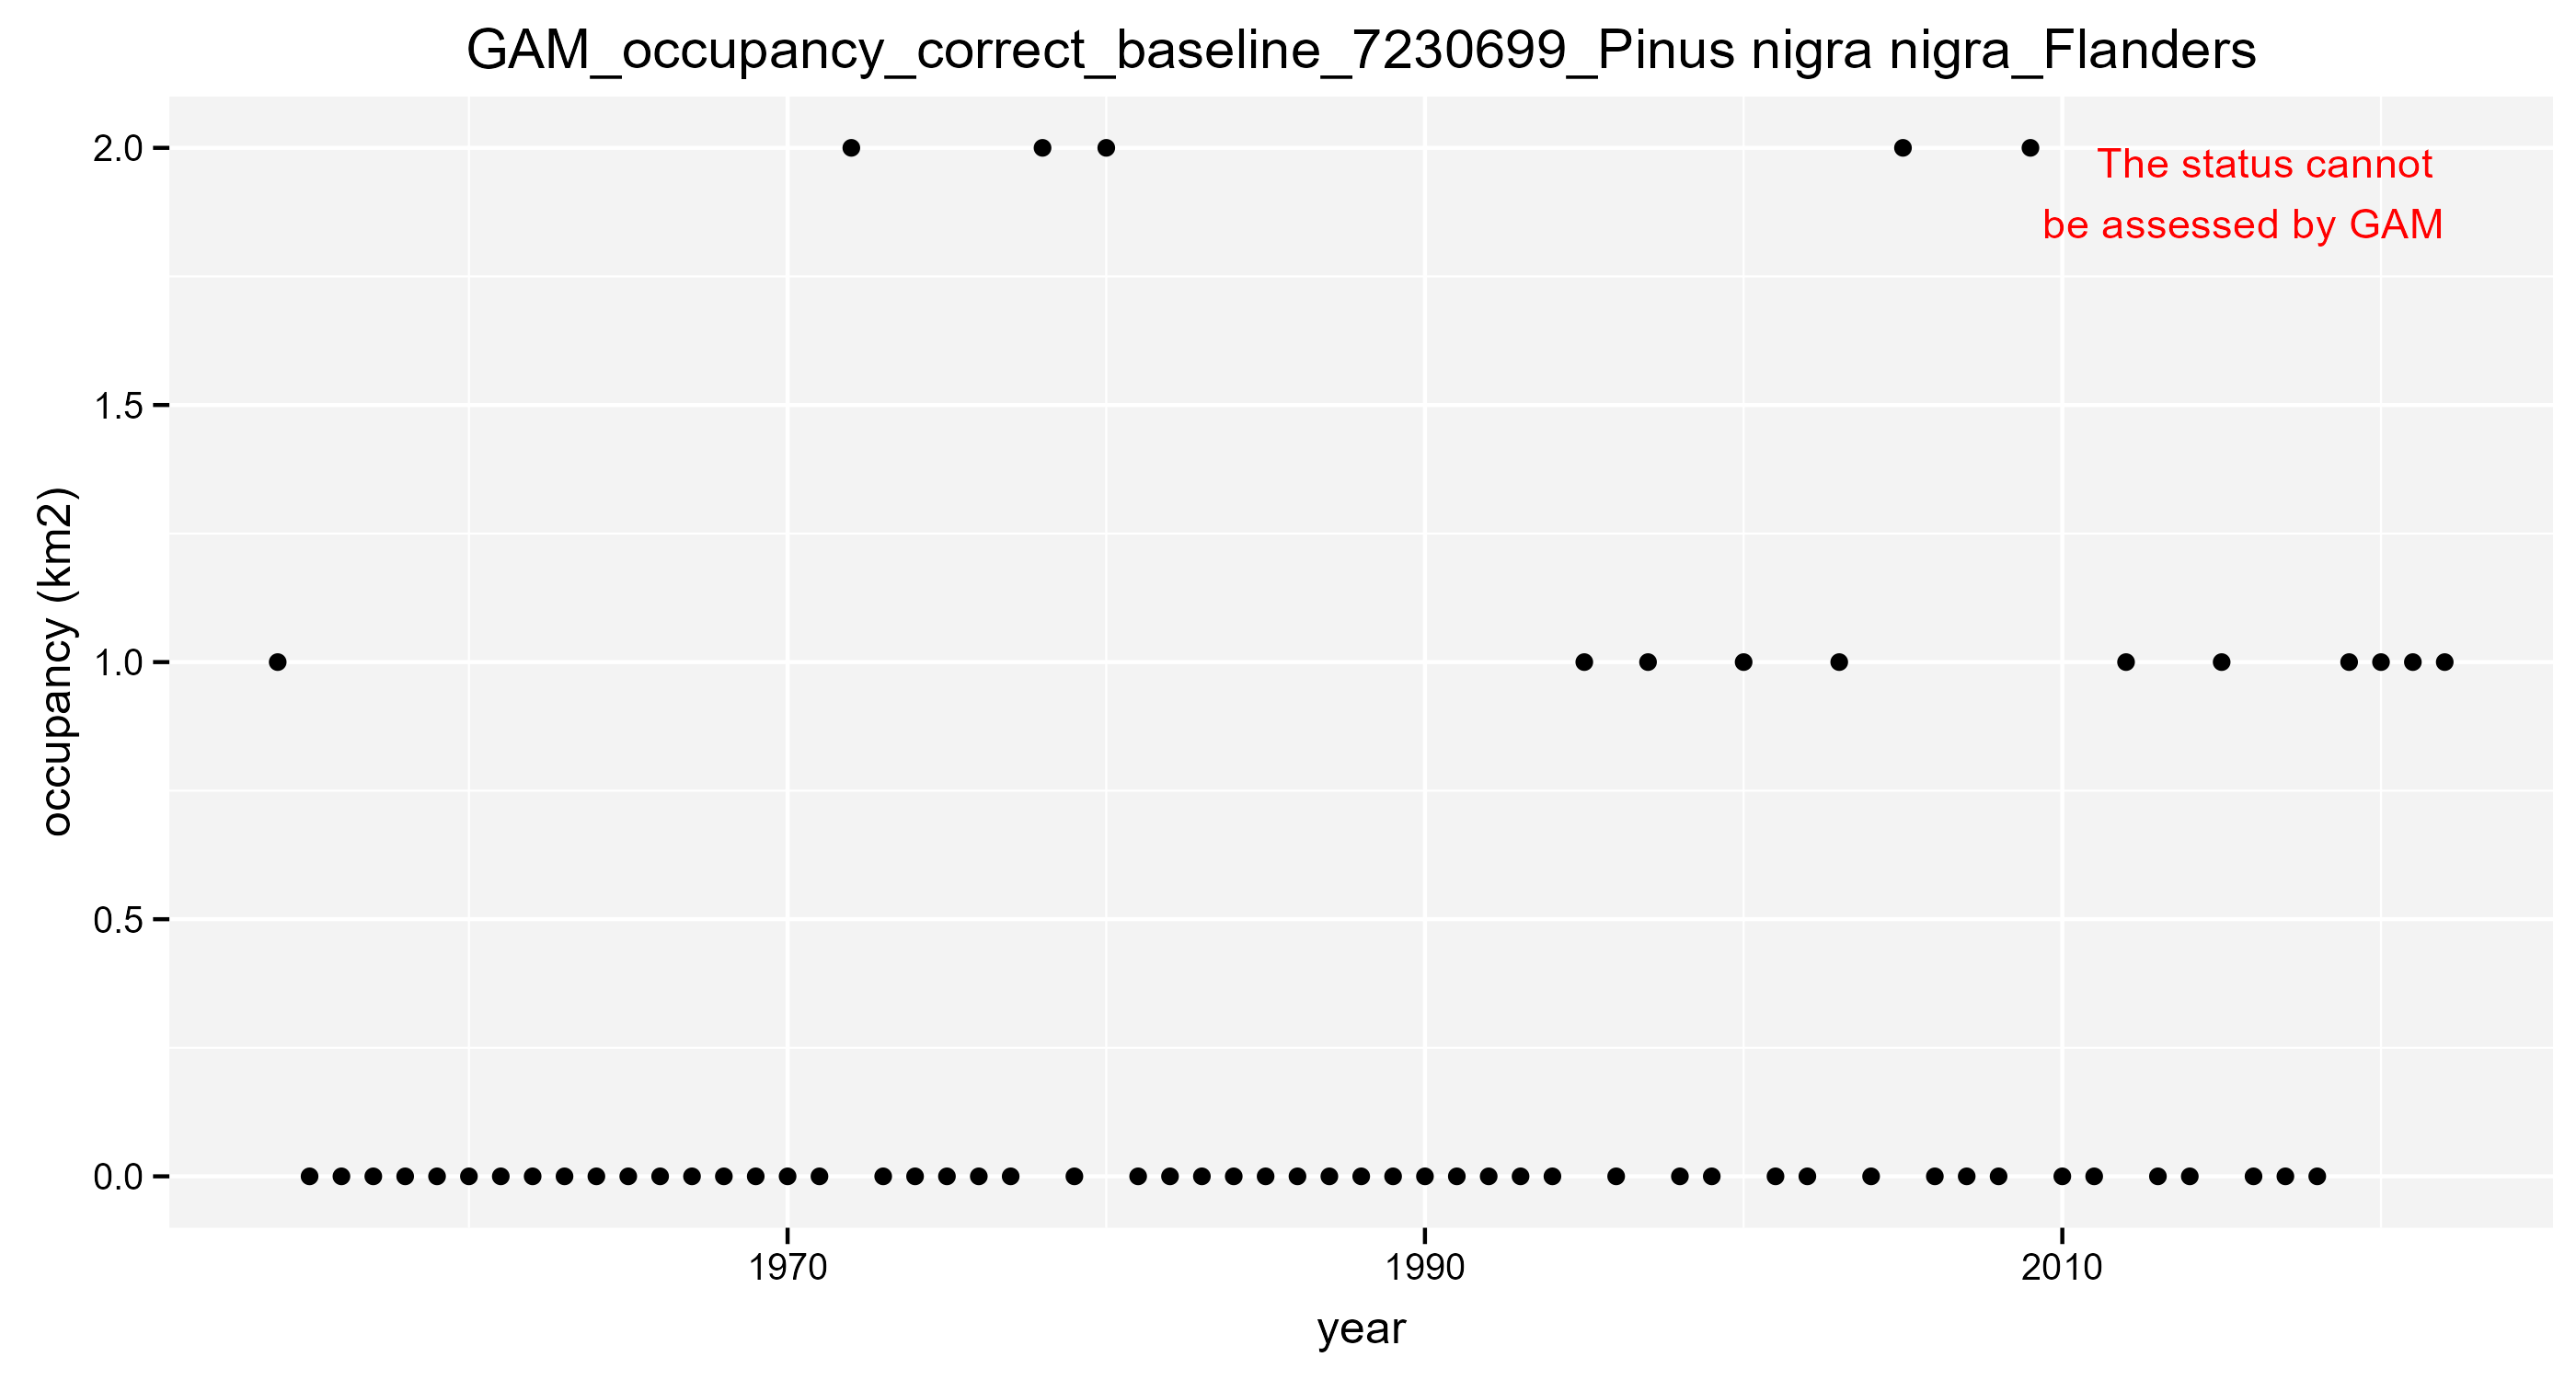 GAM_occupancy_correct_baseline_7230699_Pinus nigra nigra_Flanders
The status cannot
be assessed by GAM
occupancy (km2)
2.0
1.5
1.0
0.5
0.0
1970
1990
2010
year